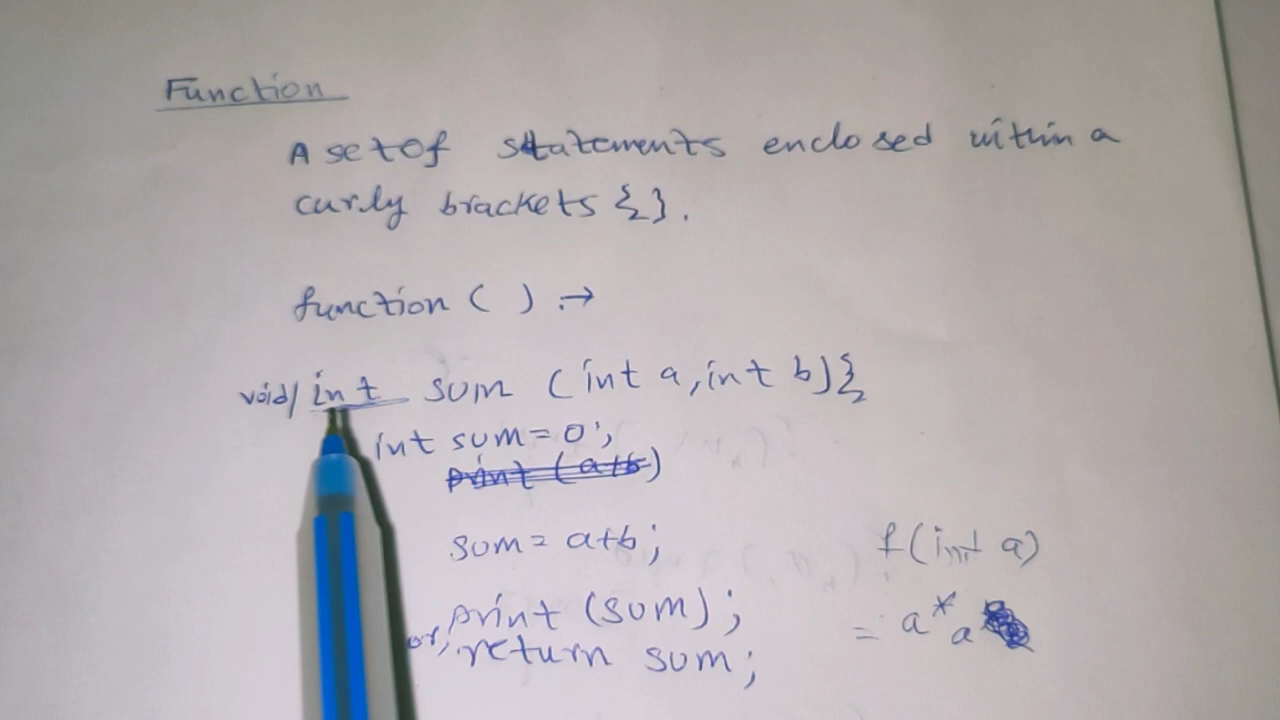 Function
A set of statements enclosed within a
curly brackets {}.
function ( ) →
void/ int sum (int a, int b) {
int sum = 0;
print (a+b)
sum = a+b;
f(int a)
print (sum);
= a* a
or, return sum;